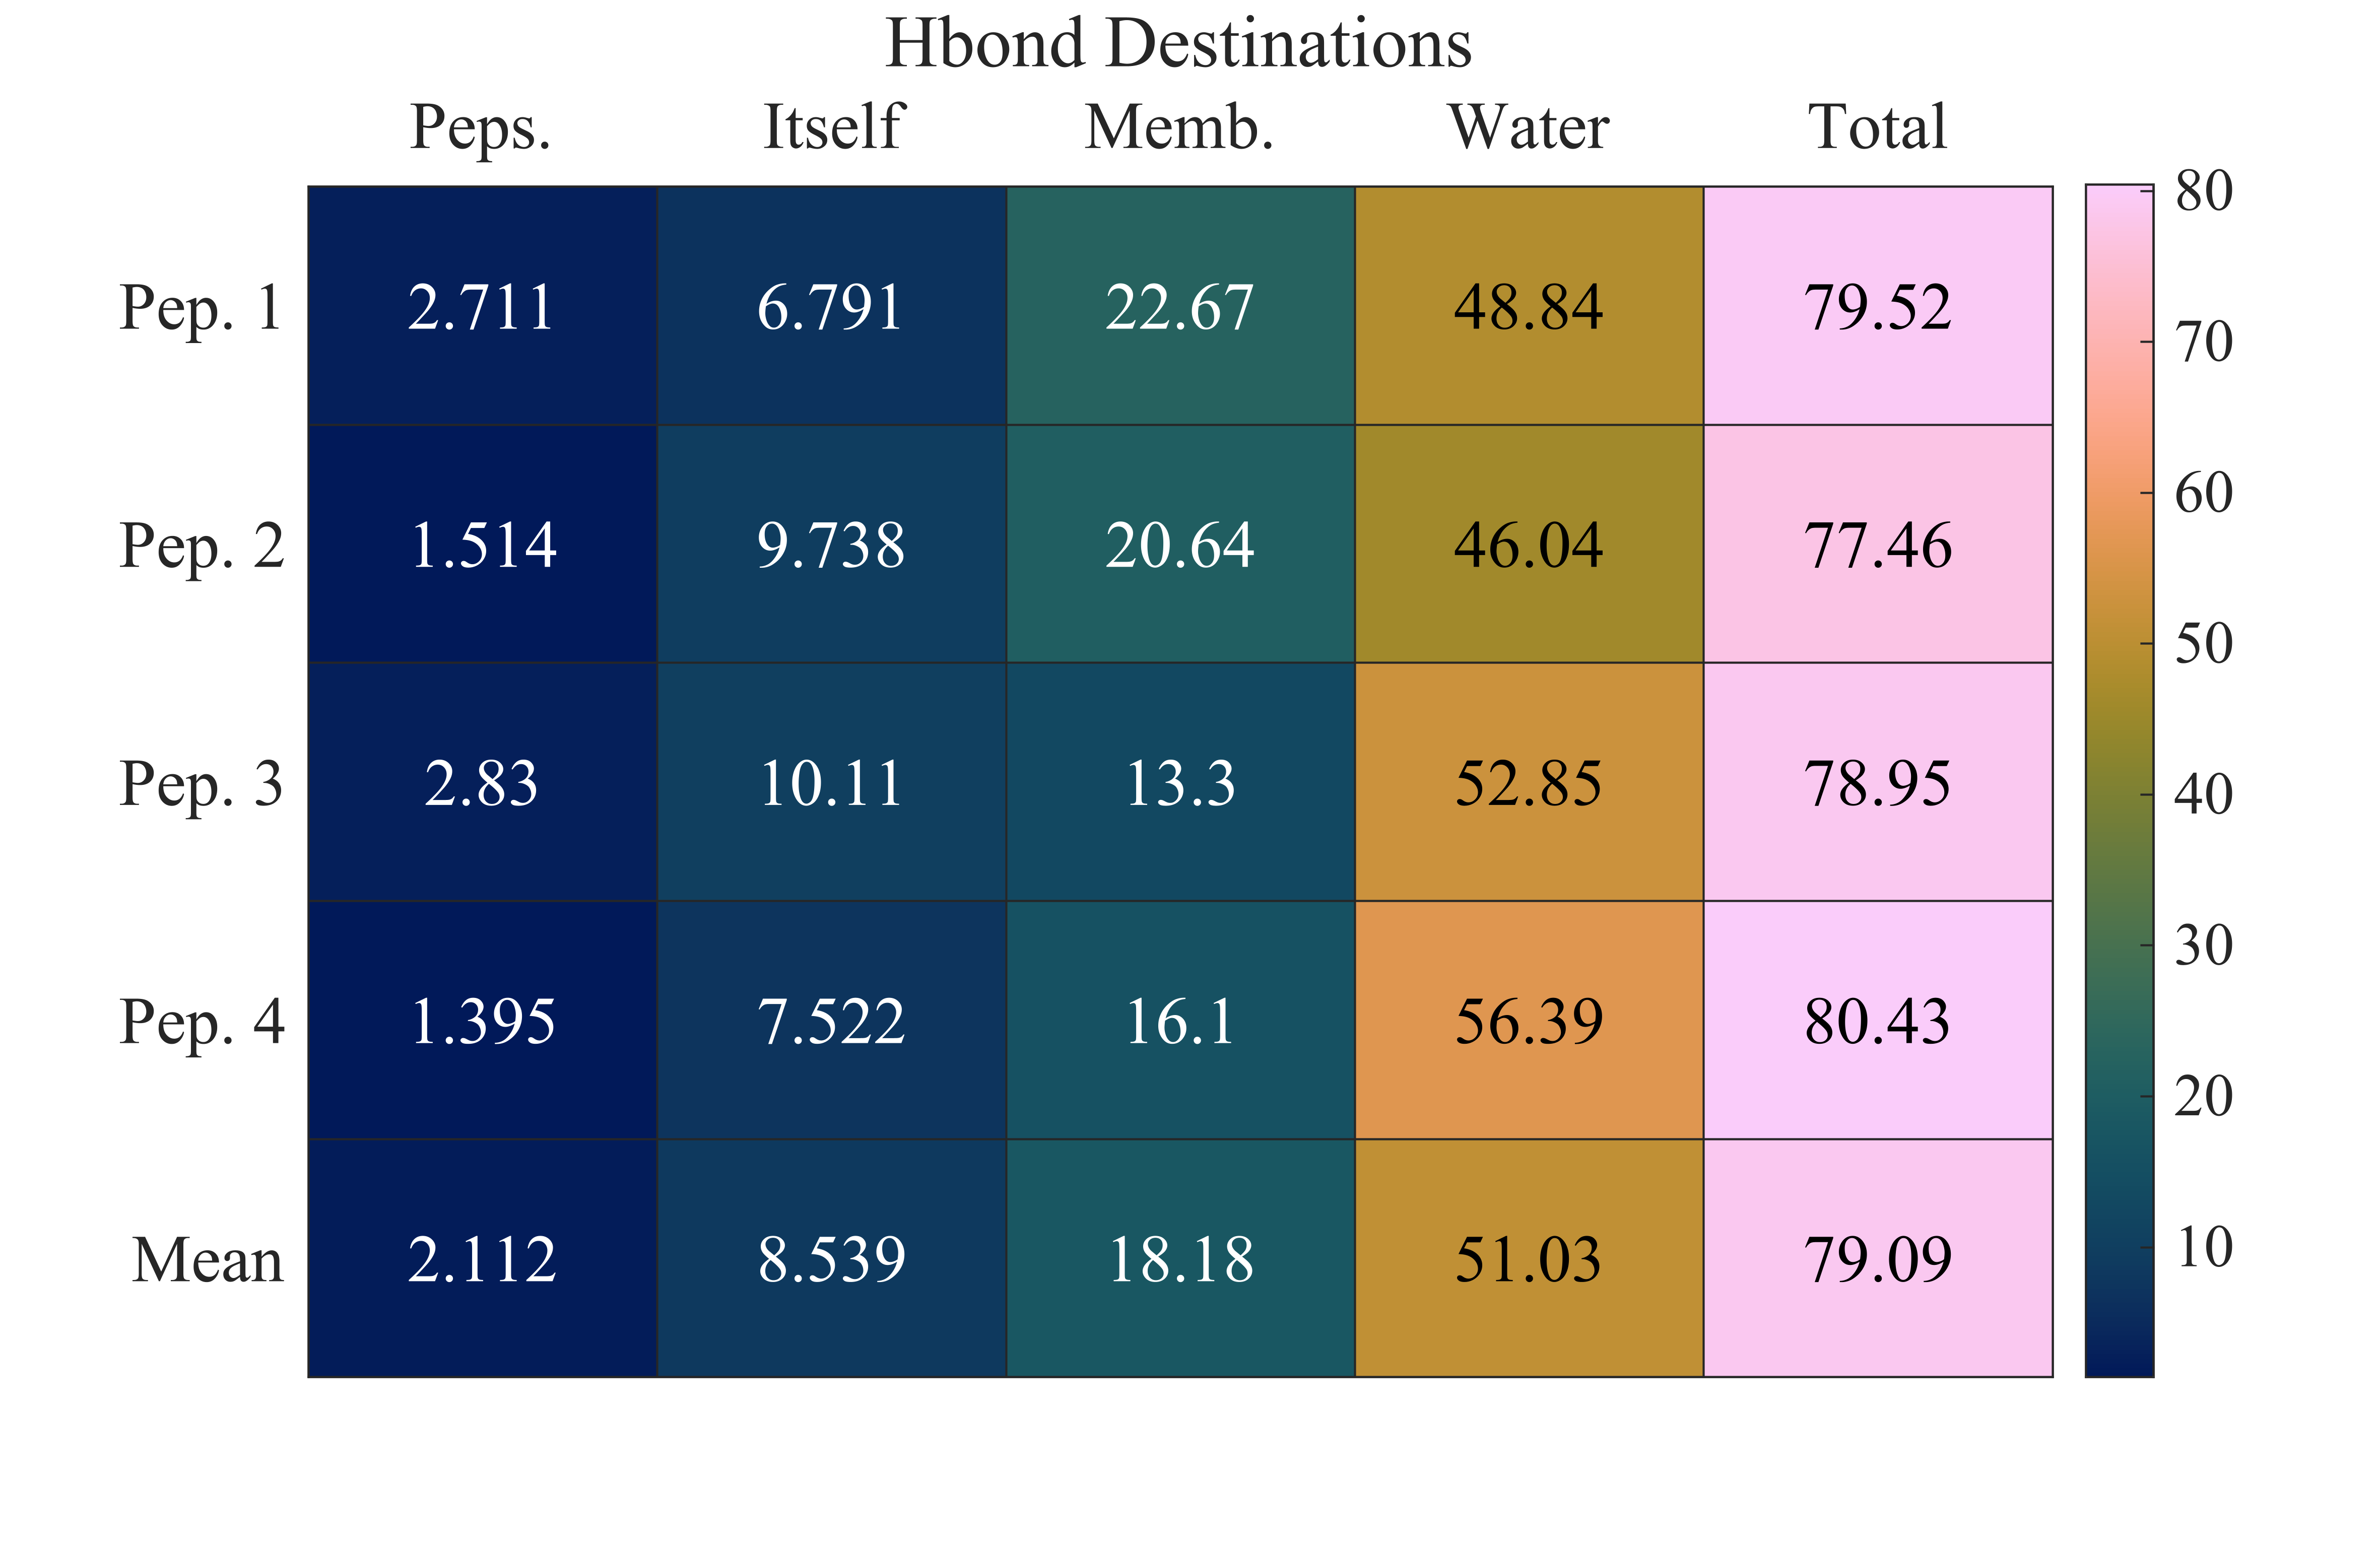 Hbond Destinations
Peps. Itself Memb. Water Total
80
Pep. 1 2.711 6.791 22.67 48.84 79.52
70
60
Pep. 2 1.514 9.738 20.64 46.04 77.46
50
Pep. 3 2.83 10.11 13.3 52.85 78.95
40
30
Pep. 4 1.395 7.522 16.1 56.39 80.43
20
10
Mean 2.112 8.539 18.18 51.03 79.09